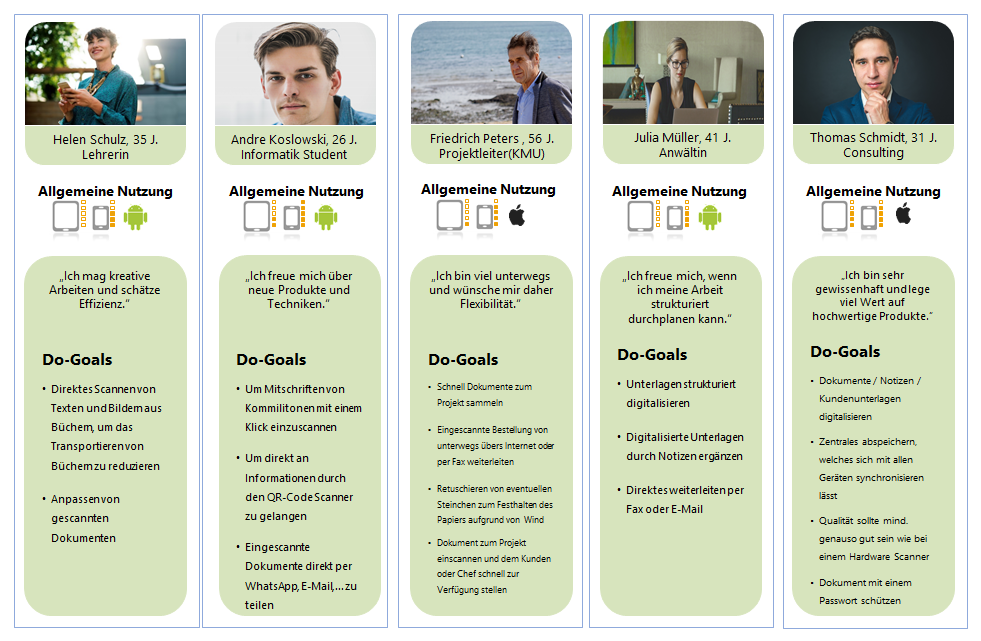 Helen Schulz, 35 J.
Lehrerin
Allgemeine Nutzung
„Ich mag kreative
Arbeiten und schätze
Effizienz.“
Do-Goals
• Direktes Scannen von
Texten und Bildern aus
Büchern, um das
Transportieren von
Büchern zu reduzieren
• Anpassen von
gescannten
Dokumenten
Andre Koslowski, 26 J.
Informatik Student
Allgemeine Nutzung
„Ich freue mich über
neue Produkte und
Techniken.“
Do-Goals
• Um Mitschriften von
Kommilitonen mit einem
Klick einzuscannen
• Um direkt an
Informationen durch
den QR-Code Scanner
zu gelangen
• Eingescannte
Dokumente direkt per
WhatsApp, E-Mail,… zu
teilen
Friedrich Peters , 56 J.
Projektleiter(KMU)
Allgemeine Nutzung
„Ich bin viel unterwegs
und wünsche mir daher
Flexibilität.“
Do-Goals
• Schnell Dokumente zum
Projekt sammeln
• Eingescannte Bestellung von
unterwegs übers Internet oder
per Fax weiterleiten
• Retuschieren von eventuellen
Steinchen zum Festhalten des
Papiers aufgrund von Wind
• Dokument zum Projekt
einscannen und dem Kunden
oder Chef schnell zur
Verfügung stellen
Julia Müller, 41 J.
Anwältin
Allgemeine Nutzung
„Ich freue mich, wenn
ich meine Arbeit
strukturiert
durchplanen kann.“
Do-Goals
• Unterlagen strukturiert
digitalisieren
• Digitalisierte Unterlagen
durch Notizen ergänzen
• Direktes weiterleiten per
Fax oder E-Mail
Thomas Schmidt, 31 J.
Consulting
Allgemeine Nutzung
„Ich bin sehr
gewissenhaft und lege
viel Wert auf
hochwertige Produkte.“
Do-Goals
• Dokumente / Notizen /
Kundenunterlagen
digitalisieren
• Zentrales abspeichern,
welches sich mit allen
Geräten synchronisieren
lässt
• Qualität sollte mind.
genauso gut sein wie bei
einem Hardware Scanner
• Dokument mit einem
Passwort schützen